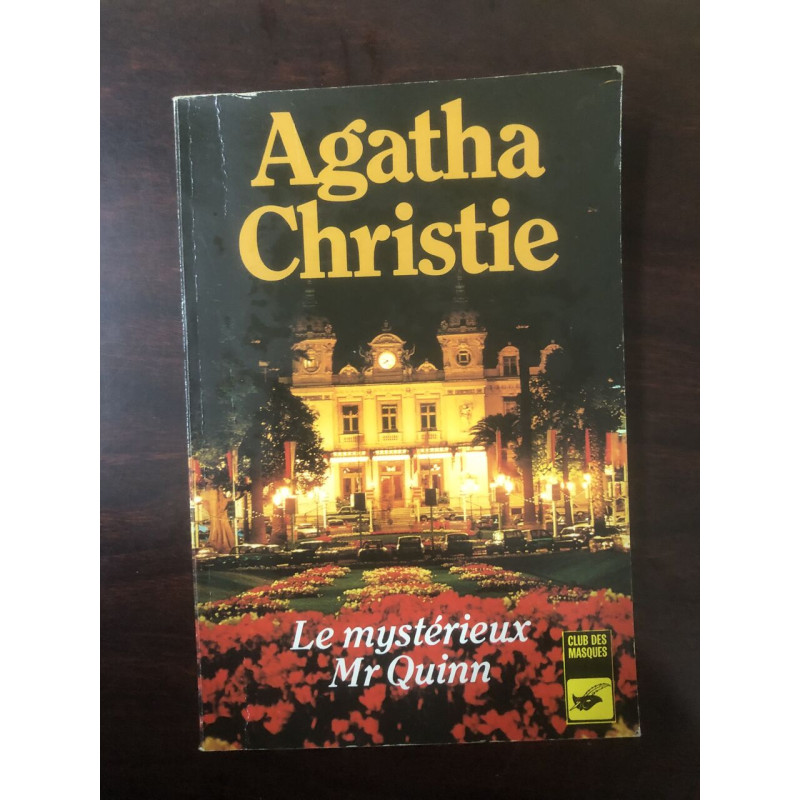 Agatha
Christie
Le mystérieux
Mr Quinn
CLUB DES
MASQUES